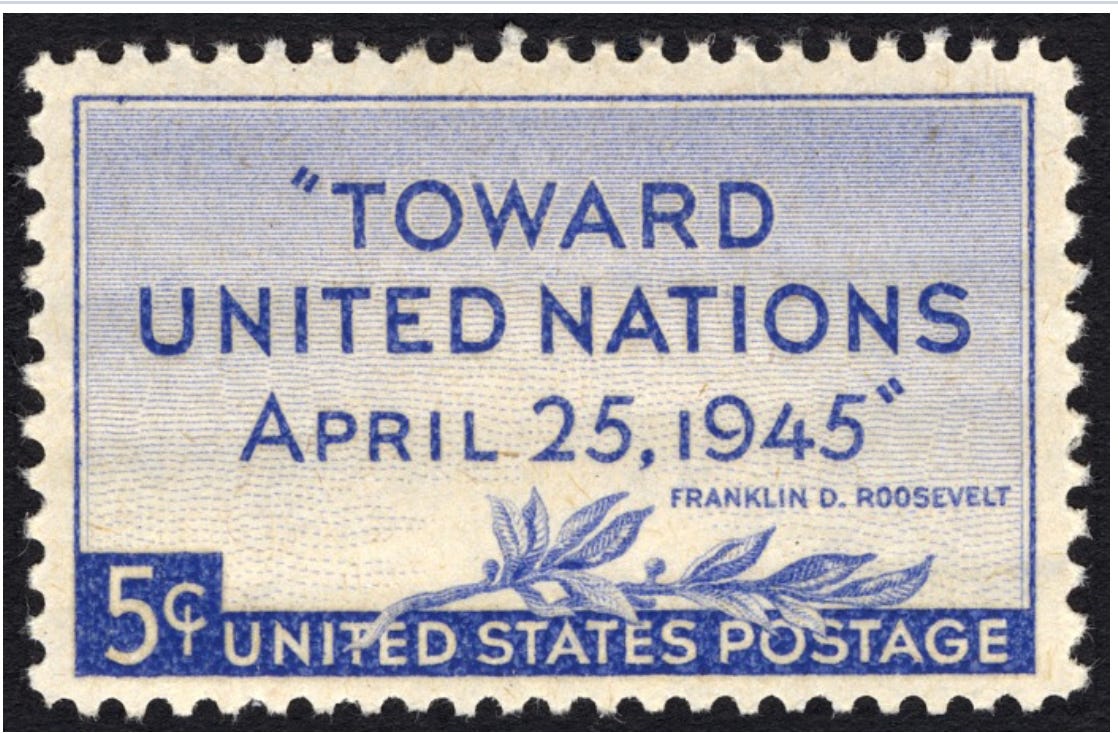 "TOWARD
UNITED NATIONS
APRIL 25, 1945"
FRANKLIN D. ROOSEVELT
5¢
UNITED STATES POSTAGE